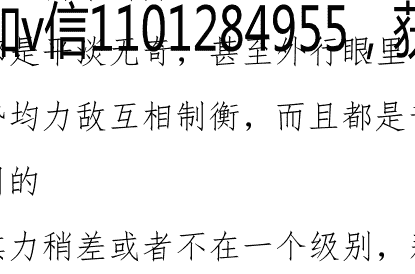 加v信1101284955，获
都是平淡无奇，甚至外行眼里
均力敌互相制衡，而且都是
的
力稍差或者不在一个级别，